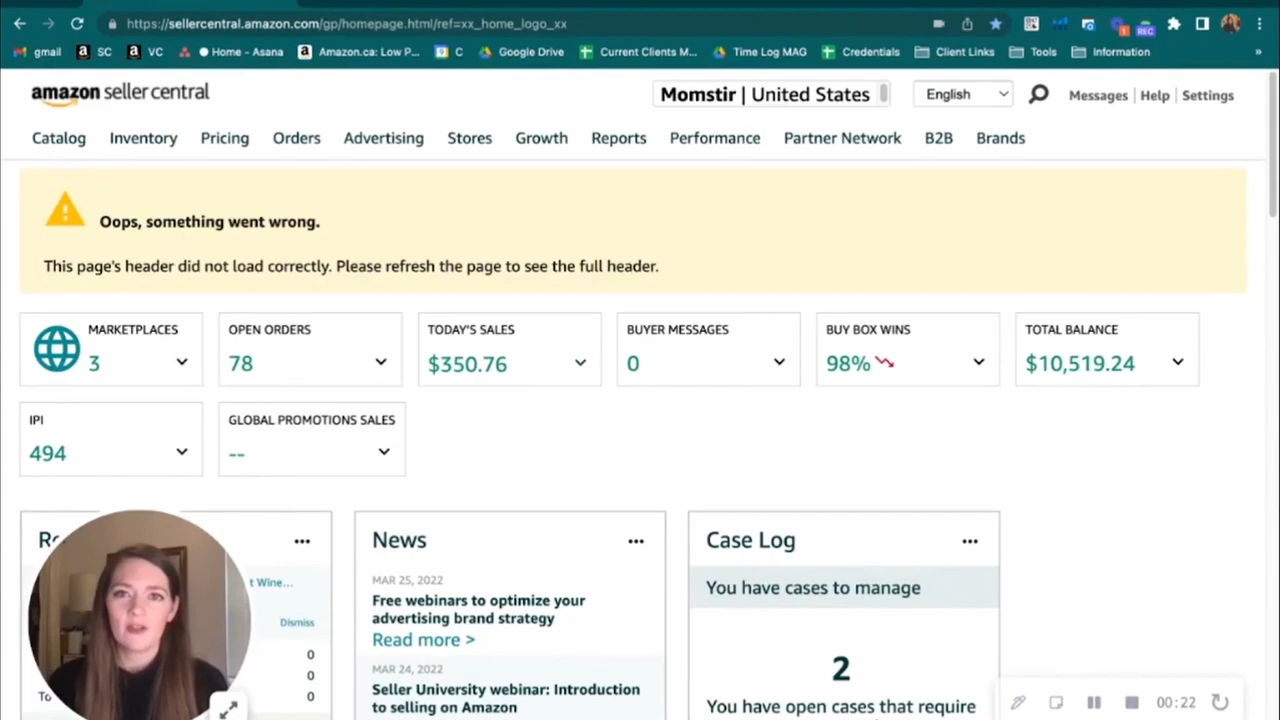 https://sellercentral.amazon.com/gp/homepage.html/ref=xx_home_logo_xx
gmail SC VC Home - Asana Amazon.ca: Low P... C Google Drive Current Clients M... Time Log MAG Credentials Client Links Tools Information »
REC
amazon seller central
Momstir | United States English Messages | Help | Settings
Catalog Inventory Pricing Orders Advertising Stores Growth Reports Performance Partner Network B2B Brands
Oops, something went wrong.
This page's header did not load correctly. Please refresh the page to see the full header.
MARKETPLACES OPEN ORDERS TODAY'S SALES BUYER MESSAGES BUY BOX WINS TOTAL BALANCE
3 78 $350.76 0 98% $10,519.24
IPI GLOBAL PROMOTIONS SALES
494 --
News Case Log
MAR 25, 2022
Free webinars to optimize your
advertising brand strategy
Read more >
MAR 24, 2022
Seller University webinar: Introduction
to selling on Amazon
You have cases to manage
2
You have open cases that require
t Wine...
Dismiss
0
0
To 0
00:22